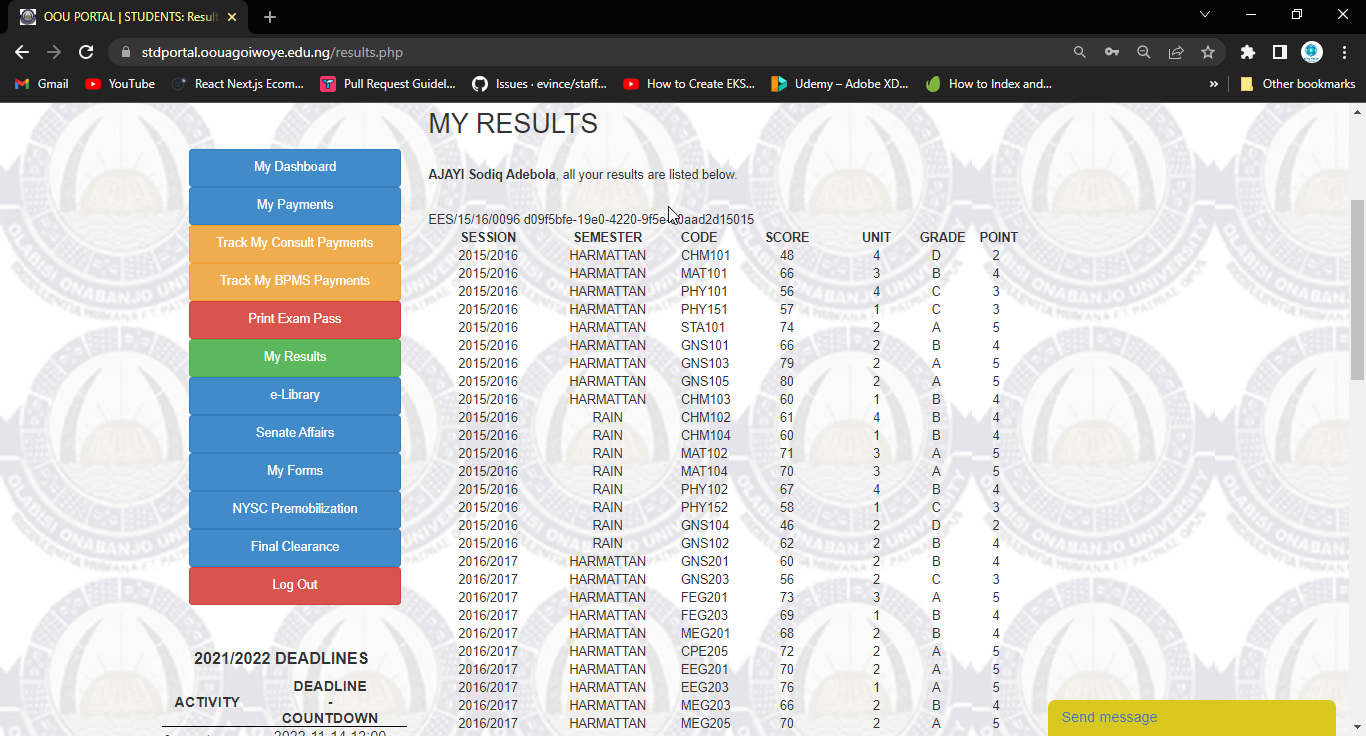 OOU PORTAL | STUDENTS: Result
stdportal.oouagoiwoye.edu.ng/results.php
Gmail YouTube React Next.js Ecom... Pull Request Guidel... Issues · evince/staff... How to Create EKS... Udemy – Adobe XD... How to Index and... » Other bookmarks
MY RESULTS
AJAYI Sodiq Adebola, all your results are listed below.
EES/15/16/0096
SESSION SEMESTER CODE SCORE UNIT GRADE POINT
2015/2016 HARMATTAN CHM101 48 4 D 2
2015/2016 HARMATTAN MAT101 66 3 B 4
2015/2016 HARMATTAN PHY101 56 4 C 3
2015/2016 HARMATTAN PHY151 57 1 C 3
2015/2016 HARMATTAN STA101 74 2 A 5
2015/2016 HARMATTAN GNS101 66 2 B 4
2015/2016 HARMATTAN GNS103 79 2 A 5
2015/2016 HARMATTAN GNS105 80 2 A 5
2015/2016 HARMATTAN CHM103 60 1 B 4
2015/2016 RAIN CHM102 61 4 B 4
2015/2016 RAIN CHM104 60 1 B 4
2015/2016 RAIN MAT102 71 3 A 5
2015/2016 RAIN MAT104 70 3 A 5
2015/2016 RAIN PHY102 67 4 B 4
2015/2016 RAIN PHY152 58 1 C 3
2015/2016 RAIN GNS104 46 2 D 2
2015/2016 RAIN GNS102 62 2 B 4
2016/2017 HARMATTAN GNS201 60 2 B 4
2016/2017 HARMATTAN GNS203 56 2 C 3
2016/2017 HARMATTAN FEG201 73 3 A 5
2016/2017 HARMATTAN FEG203 69 1 B 4
2016/2017 HARMATTAN MEG201 68 2 B 4
2016/2017 HARMATTAN CPE205 72 2 A 5
2016/2017 HARMATTAN EEG201 70 2 A 5
2016/2017 HARMATTAN EEG203 76 1 A 5
2016/2017 HARMATTAN MEG203 66 2 B 4
2016/2017 HARMATTAN MEG205 70 2 A 5
My Dashboard
My Payments
Track My Consult Payments
Track My BPMS Payments
Print Exam Pass
My Results
e-Library
Senate Affairs
My Forms
NYSC Premobilization
Final Clearance
Log Out
2021/2022 DEADLINES
ACTIVITY
DEADLINE
-
COUNTDOWN
2022-11-14 12:00
Send message